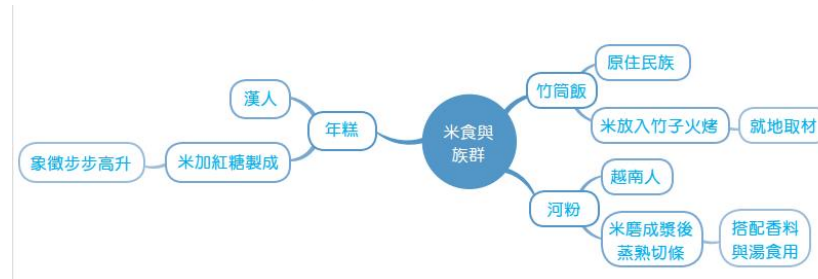 米食與
族群
年糕
漢人
米加紅糖製成
象徵步步高升
竹筒飯
原住民族
米放入竹子火烤
就地取材
河粉
越南人
米磨成漿後
蒸熟切條
搭配香料
與湯食用